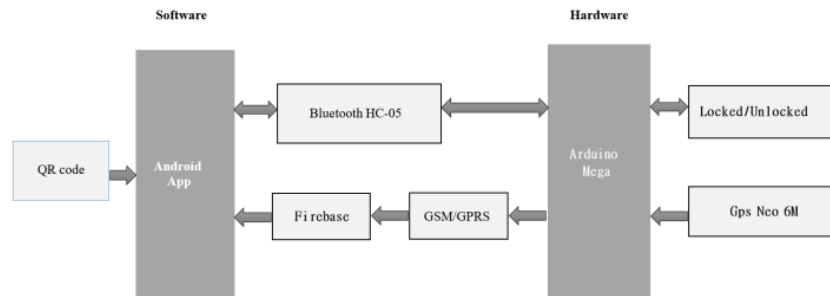 Software
Hardware
Bluetooth HC-05
Locked/Unlocked
QR code
Android
App
Arduino
Mega
Firebase
GSM/GPRS
Gps Neo 6M